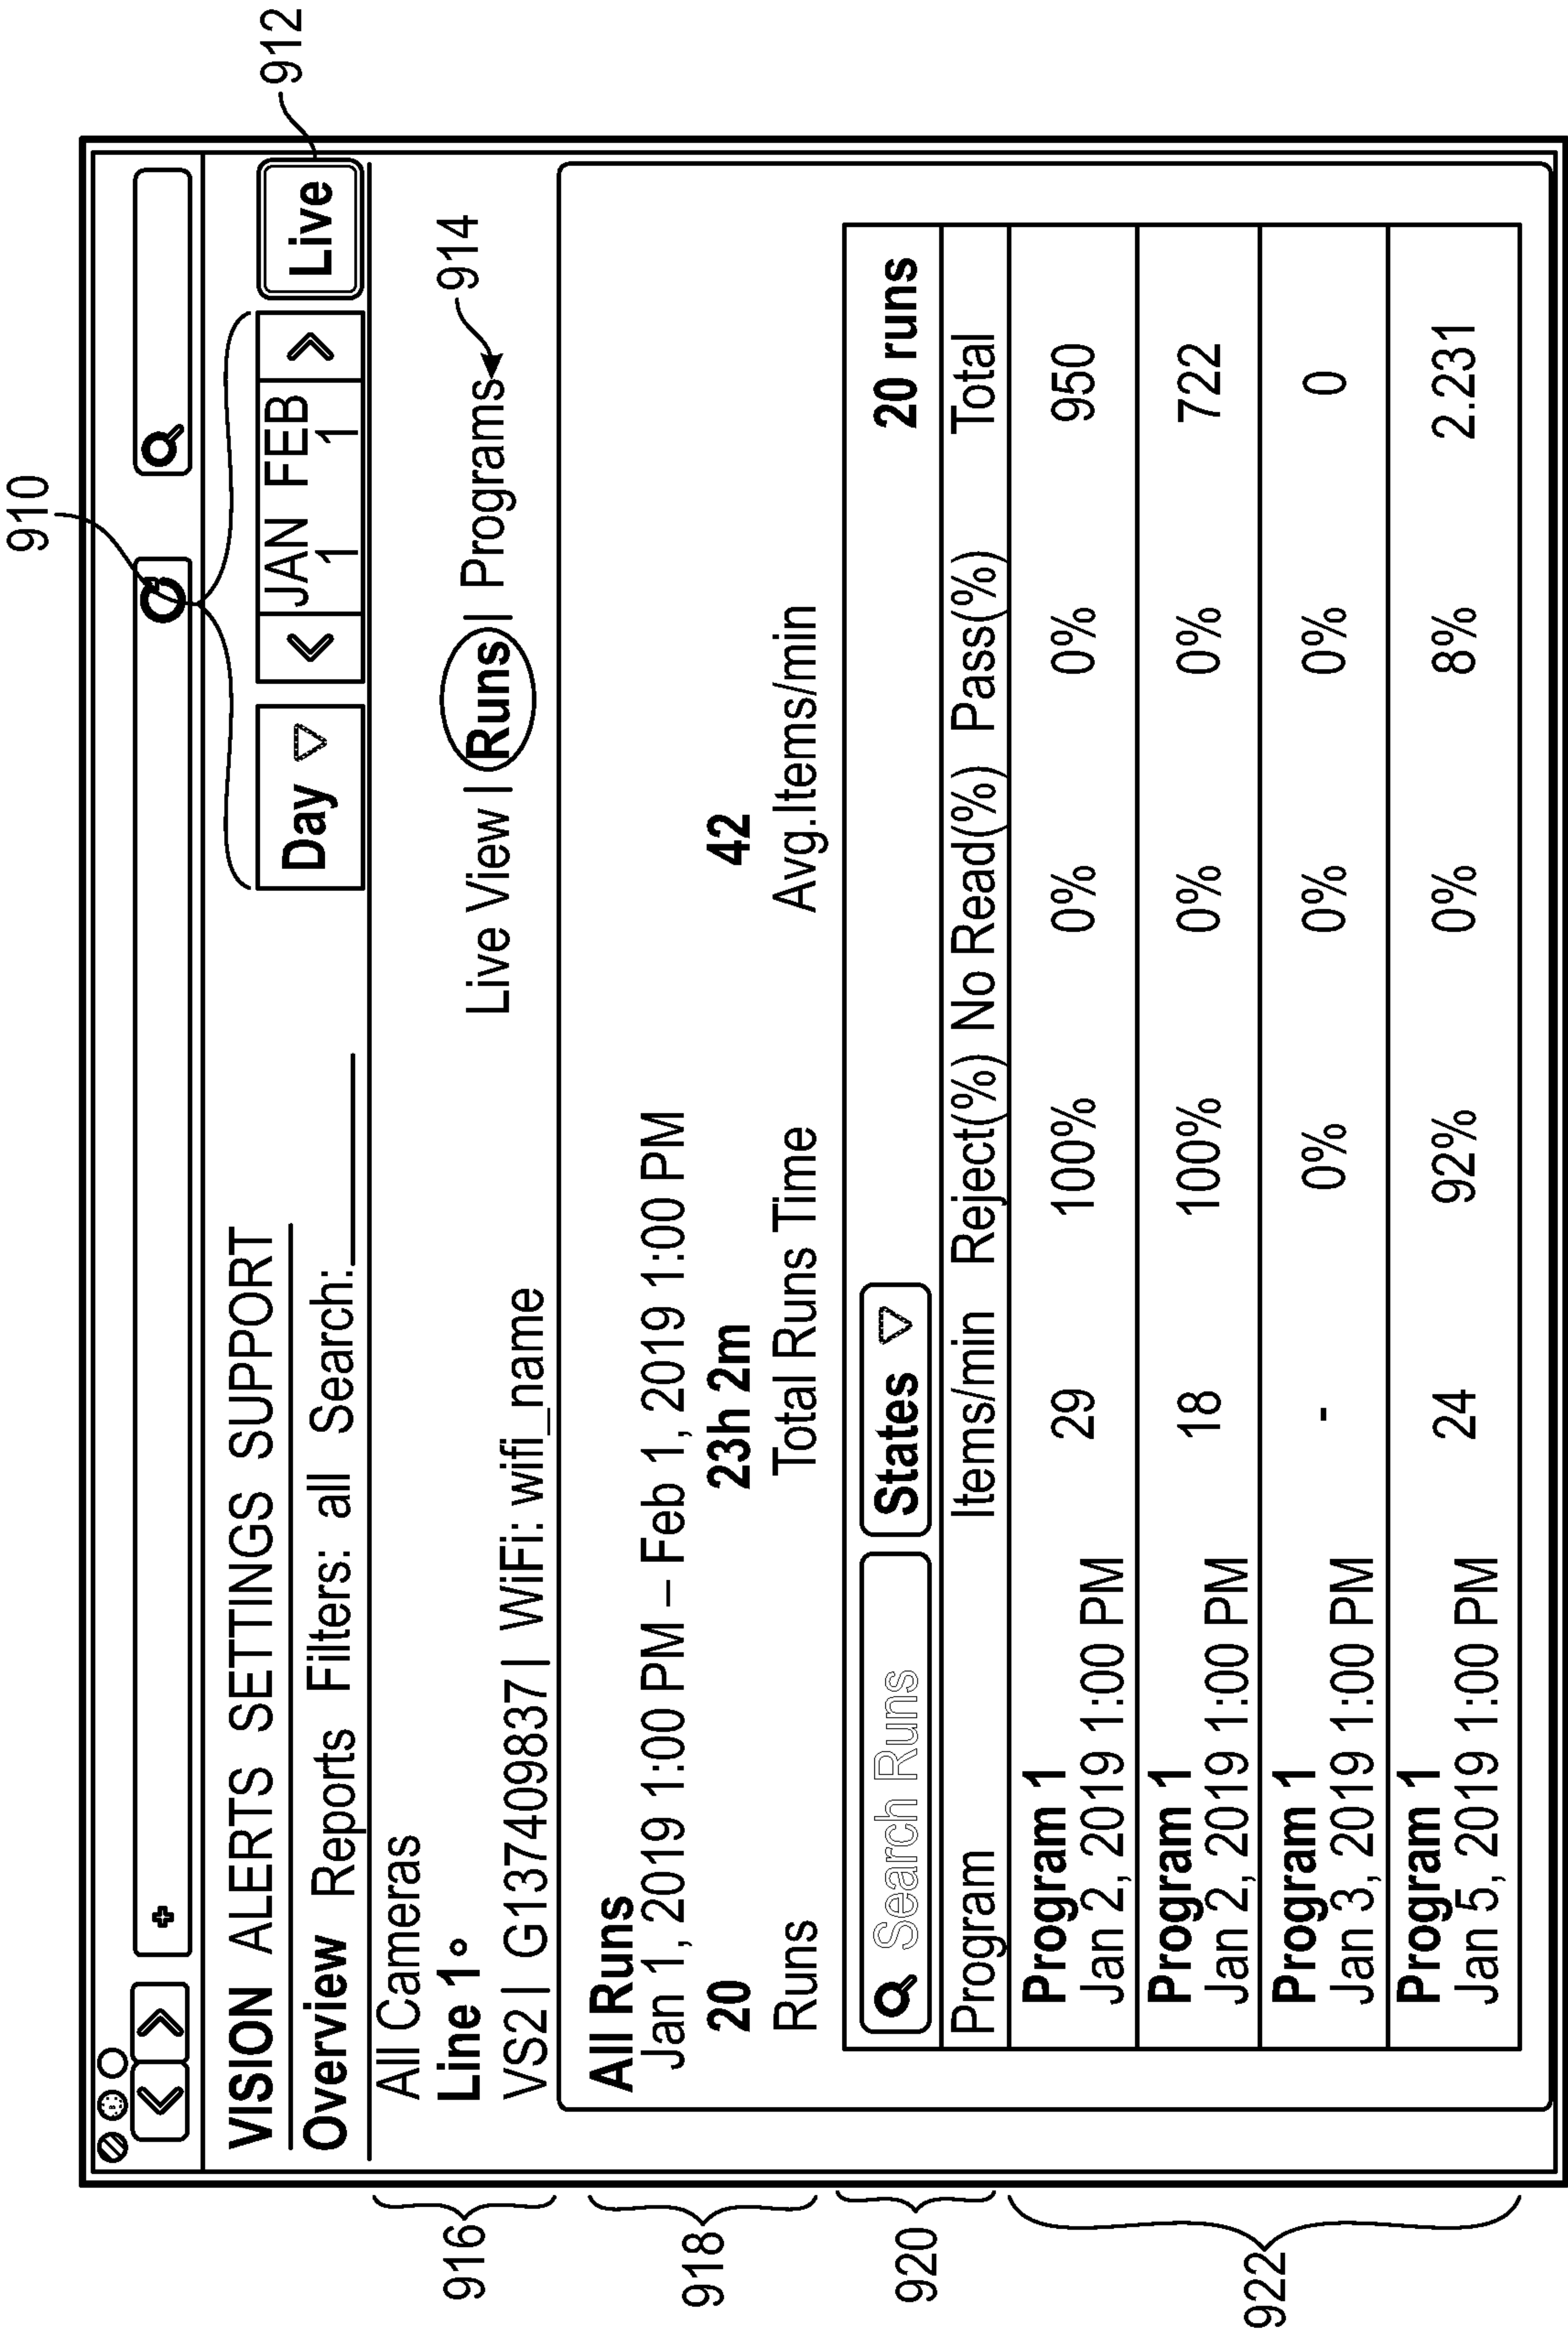 910
912
VISION ALERTS SETTINGS SUPPORT
Overview Reports Filters: all Search:
Day
JAN FEB
1 1
Live
All Cameras
Line 1
VS2 | G137409837 | WiFi: wifi_name
Live View | Runs | Programs
914
916
All Runs
Jan 1, 2019 1:00 PM – Feb 1, 2019 1:00 PM
20 23h 2m 42
Runs Total Runs Time Avg.Items/min
918
Search Runs States 20 runs
Program Items/min Reject(%) No Read(%) Pass(%) Total
920
Program 1
Jan 2, 2019 1:00 PM 29 100% 0% 0% 950
Program 1
Jan 2, 2019 1:00 PM 18 100% 0% 0% 722
Program 1
Jan 3, 2019 1:00 PM - 0% 0% 0% 0
Program 1
Jan 5, 2019 1:00 PM 24 92% 0% 8% 2.231
922